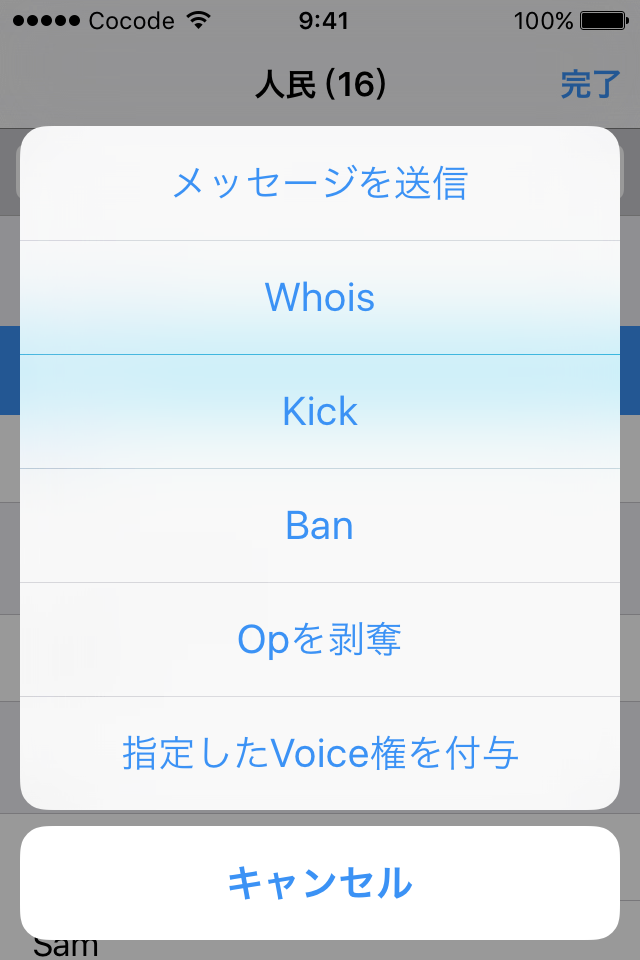 Cocode 9:41 100%
人民 (16) 完了
メッセージを送信
Whois
Kick
Ban
Opを剥奪
指定したVoice権を付与
キャンセル
Sam